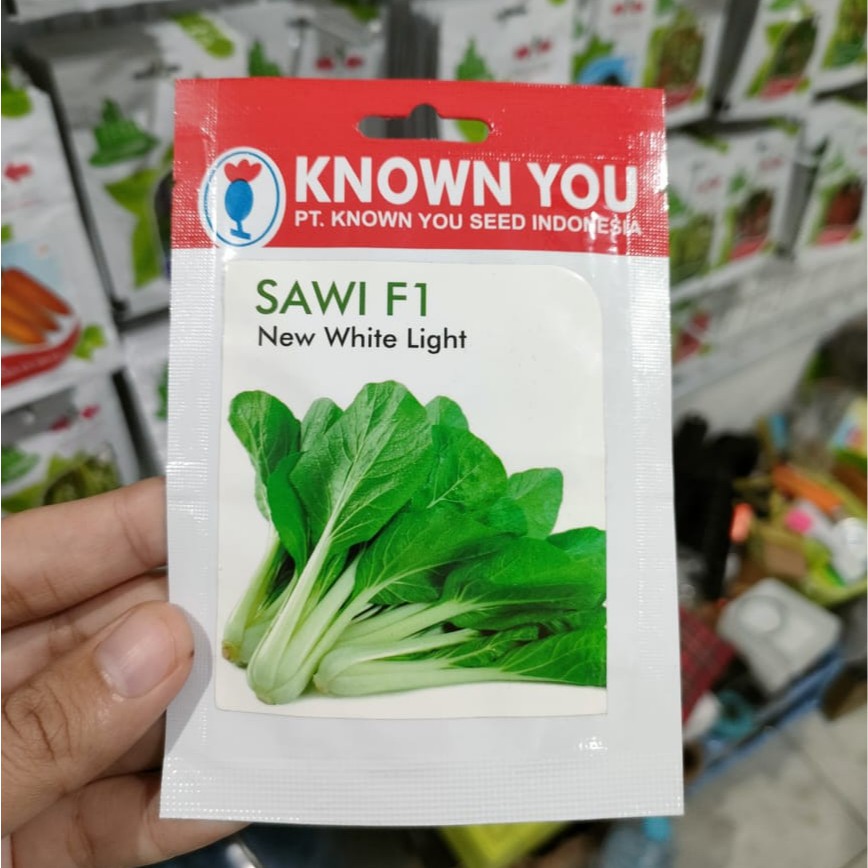 KNOWN YOU
PT. KNOWN YOU SEED INDONESIA
SAWI F1
New White Light